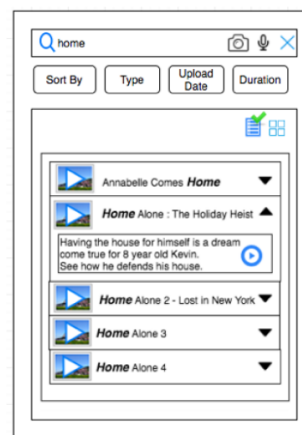 home
Sort By
Type
Upload
Date
Duration
Annabelle Comes Home
Home Alone : The Holiday Heist
Having the house for himself is a dream
come true for 8 year old Kevin.
See how he defends his house.
Home Alone 2 - Lost in New York
Home Alone 3
Home Alone 4